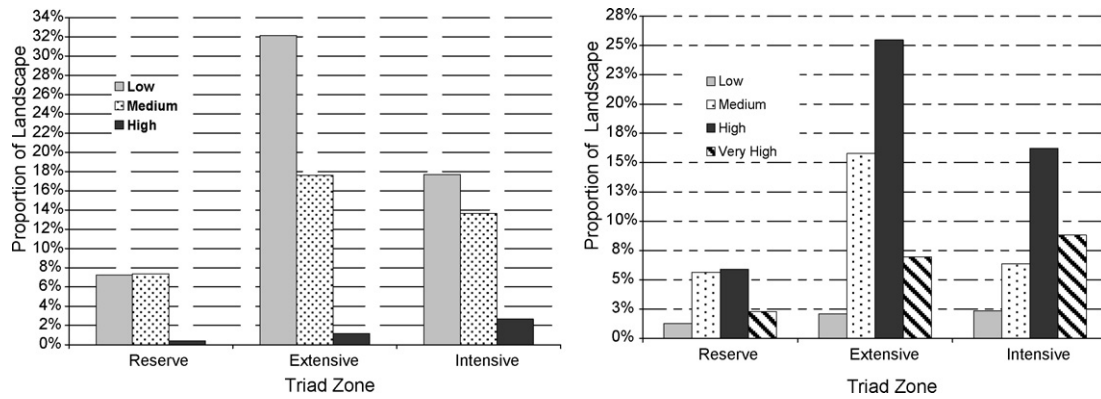 Proportion of Landscape
34%
32%
30%
28%
26%
24%
22%
20%
18%
16%
14%
12%
10%
8%
6%
4%
2%
0%
Low
Medium
High
Reserve Extensive Intensive
Triad Zone
Proportion of Landscape
28%
25%
23%
20%
18%
15%
13%
10%
8%
5%
3%
0%
Low
Medium
High
Very High
Reserve Extensive Intensive
Triad Zone